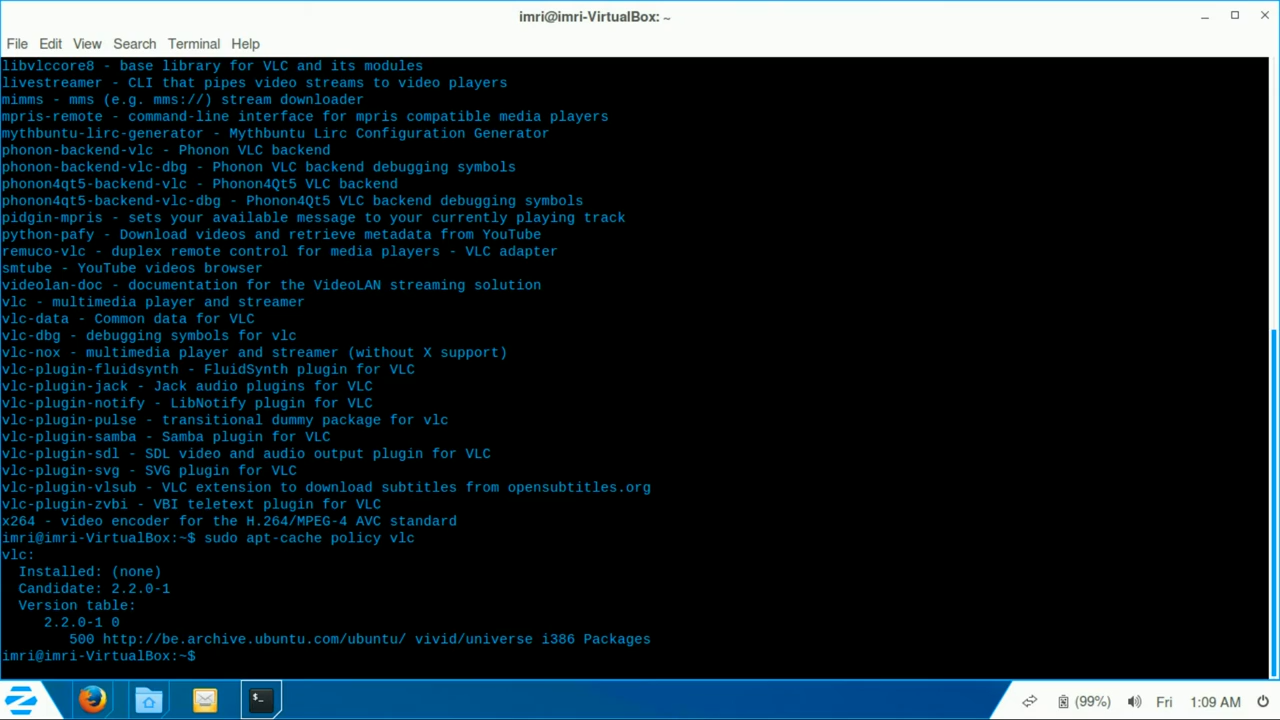 imri@imri-VirtualBox: ~
File Edit View Search Terminal Help
libvlccore8 - base library for VLC and its modules
livestreamer - CLI that pipes video streams to video players
mimms - mms (e.g. mms://) stream downloader
mpris-remote - command-line interface for mpris compatible media players
mythbuntu-lirc-generator - Mythbuntu Lirc Configuration Generator
phonon-backend-vlc - Phonon VLC backend
phonon-backend-vlc-dbg - Phonon VLC backend debugging symbols
phonon4qt5-backend-vlc - Phonon4Qt5 VLC backend
phonon4qt5-backend-vlc-dbg - Phonon4Qt5 VLC backend debugging symbols
pidgin-mpris - sets your available message to your currently playing track
python-pafy - Download videos and retrieve metadata from YouTube
remuco-vlc - duplex remote control for media players - VLC adapter
smtube - YouTube videos browser
videolan-doc - documentation for the VideoLAN streaming solution
vlc - multimedia player and streamer
vlc-data - Common data for VLC
vlc-dbg - debugging symbols for vlc
vlc-nox - multimedia player and streamer (without X support)
vlc-plugin-fluidsynth - FluidSynth plugin for VLC
vlc-plugin-jack - Jack audio plugins for VLC
vlc-plugin-notify - LibNotify plugin for VLC
vlc-plugin-pulse - transitional dummy package for vlc
vlc-plugin-samba - Samba plugin for VLC
vlc-plugin-sdl - SDL video and audio output plugin for VLC
vlc-plugin-svg - SVG plugin for VLC
vlc-plugin-vlsub - VLC extension to download subtitles from opensubtitles.org
vlc-plugin-zvbi - VBI teletext plugin for VLC
x264 - video encoder for the H.264/MPEG-4 AVC standard
imri@imri-VirtualBox:~$ sudo apt-cache policy vlc
vlc:
  Installed: (none)
  Candidate: 2.2.0-1
  Version table:
     2.2.0-1 0
        500 http://be.archive.ubuntu.com/ubuntu/ vivid/universe i386 Packages
imri@imri-VirtualBox:~$
$_ (99%) Fri 1:09 AM